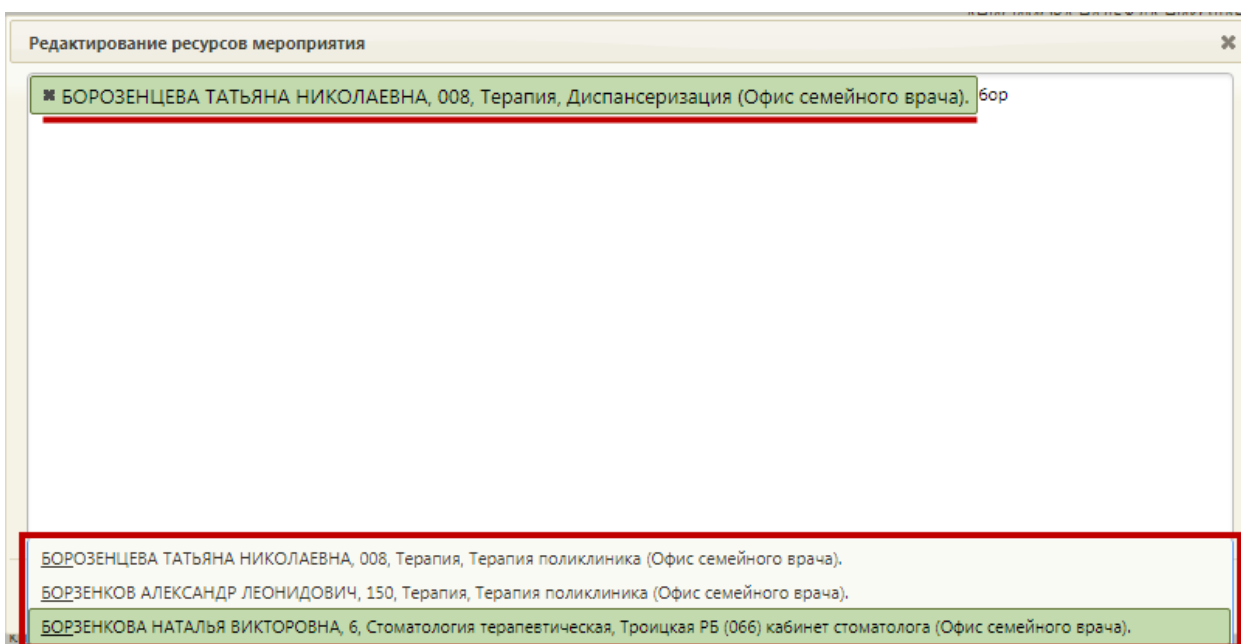 Редактирование ресурсов мероприятия
БОРОЗЕНЦЕВА ТАТЬЯНА НИКОЛАЕВНА, 008, Терапия, Диспансеризация (Офис семейного врача). бор
БОРОЗЕНЦЕВА ТАТЬЯНА НИКОЛАЕВНА, 008, Терапия, Терапия поликлиника (Офис семейного врача).
БОРЗЕНКОВ АЛЕКСАНДР ЛЕОНИДОВИЧ, 150, Терапия, Терапия поликлиника (Офис семейного врача).
БОРЗЕНКОВА НАТАЛЬЯ ВИКТОРОВНА, 6, Стоматология терапевтическая, Троицкая РБ (066) кабинет стоматолога (Офис семейного врача).